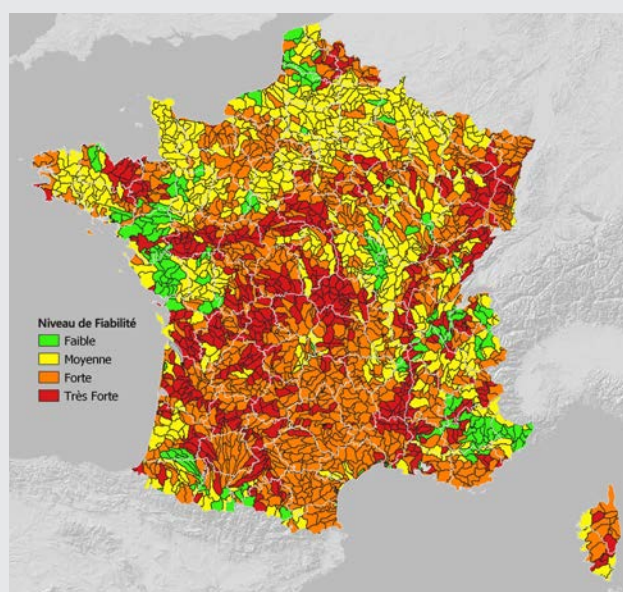 Niveau de Fiabilité
Faible
Moyenne
Forte
Très Forte